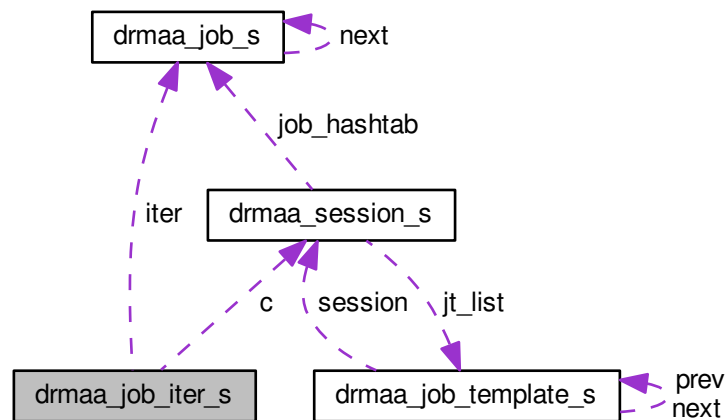 drmaa_job_s
next
job_hashtab
iter
drmaa_session_s
c
session
jt_list
drmaa_job_iter_s
drmaa_job_template_s
prev
next